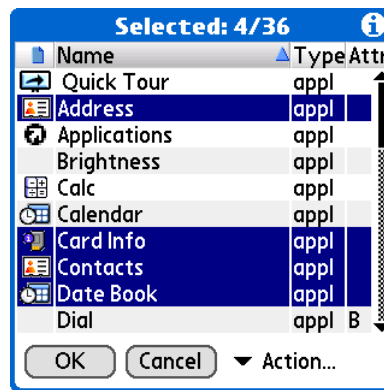 Selected: 4/36
Name Type Attr
Quick Tour appl
Address appl
Applications appl
Brightness appl
Calc appl
Calendar appl
Card Info appl
Contacts appl
Date Book appl
Dial appl B
OK Cancel Action...